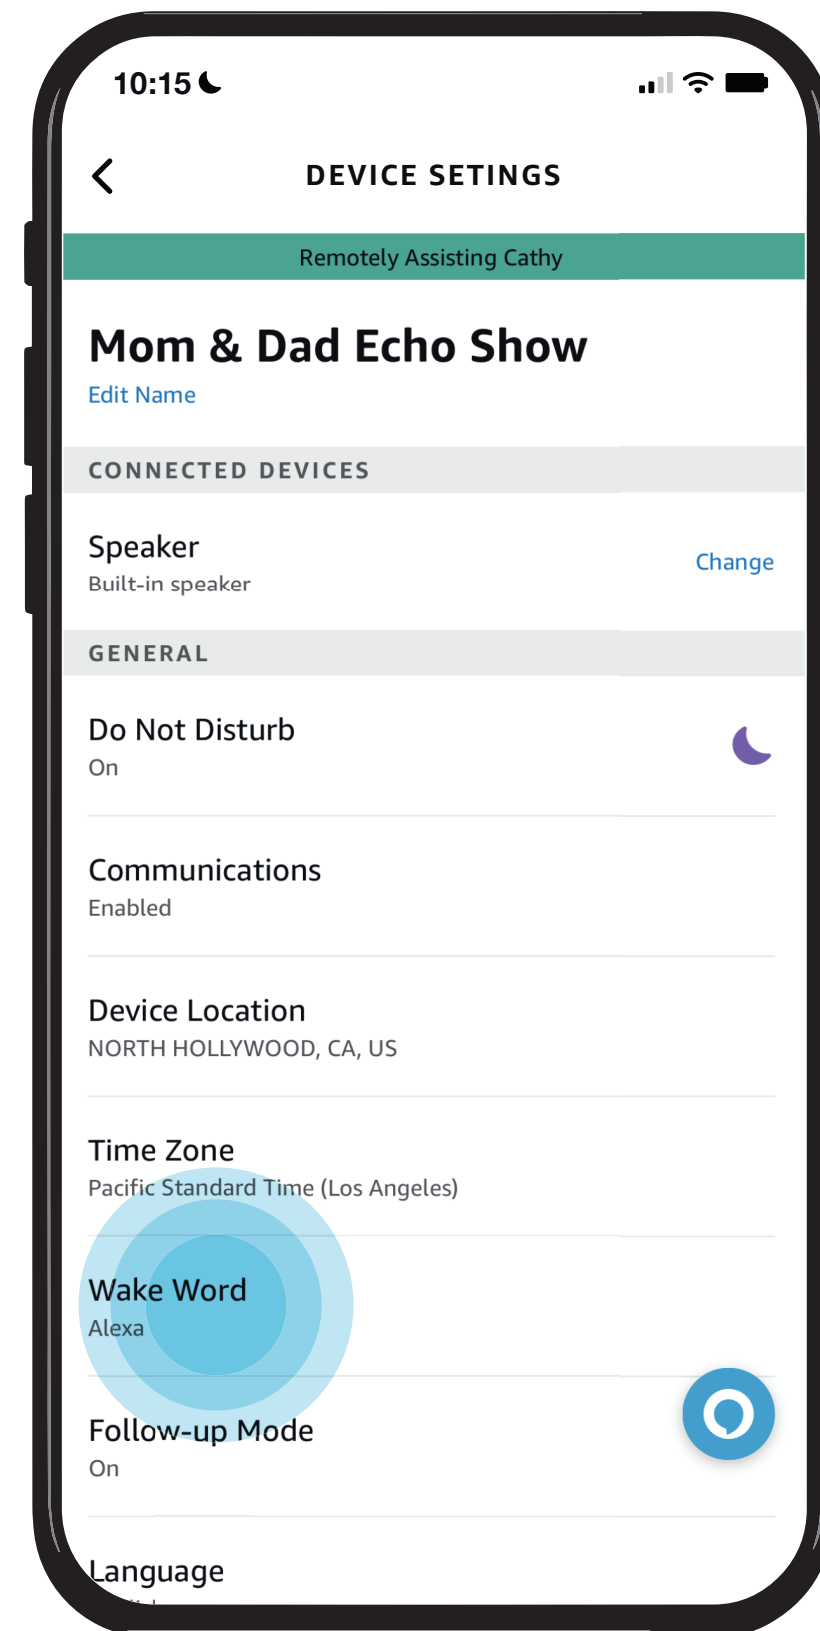 10:15
DEVICE SETINGS
Remotely Assisting Cathy
Mom & Dad Echo Show
Edit Name
CONNECTED DEVICES
Speaker
Built-in speaker
Change
GENERAL
Do Not Disturb
On
Communications
Enabled
Device Location
NORTH HOLLYWOOD, CA, US
Time Zone
Pacific Standard Time (Los Angeles)
Wake Word
Alexa
Follow-up Mode
On
Language